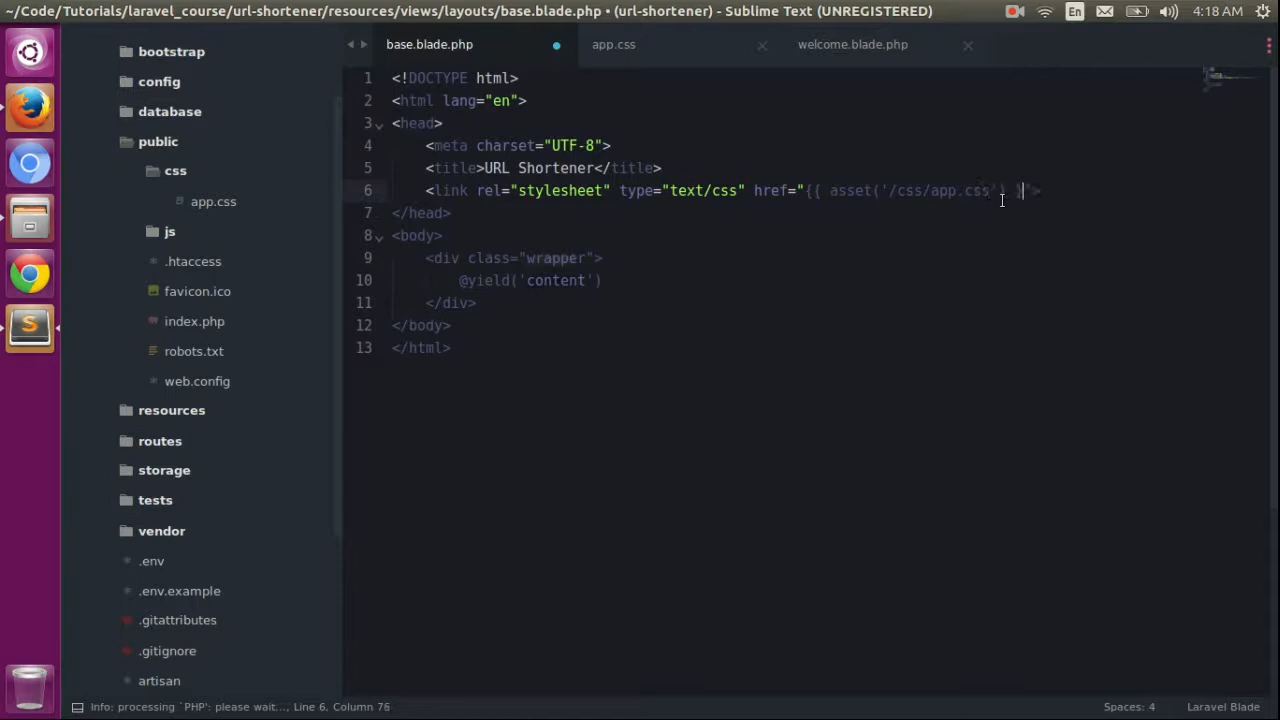 ~/Code/Tutorials/laravel_course/url-shortener/resources/views/layouts/base.blade.php • (url-shortener) - Sublime Text (UNREGISTERED)
En
4:18 AM
bootstrap
config
database
public
css
app.css
js
.htaccess
favicon.ico
index.php
robots.txt
web.config
resources
routes
storage
tests
vendor
.env
.env.example
.gitattributes
.gitignore
artisan
base.blade.php
app.css
welcome.blade.php
1 <!DOCTYPE html>
2 <html lang="en">
3 <head>
4 <meta charset="UTF-8">
5 <title>URL Shortener</title>
6 <link rel="stylesheet" type="text/css" href="{{ asset('/css/app.css') }">
7 </head>
8 <body>
9 <div class="wrapper">
10 @yield('content')
11 </div>
12 </body>
13 </html>
Info: processing `PHP': please wait..., Line 6, Column 76
Spaces: 4
Laravel Blade